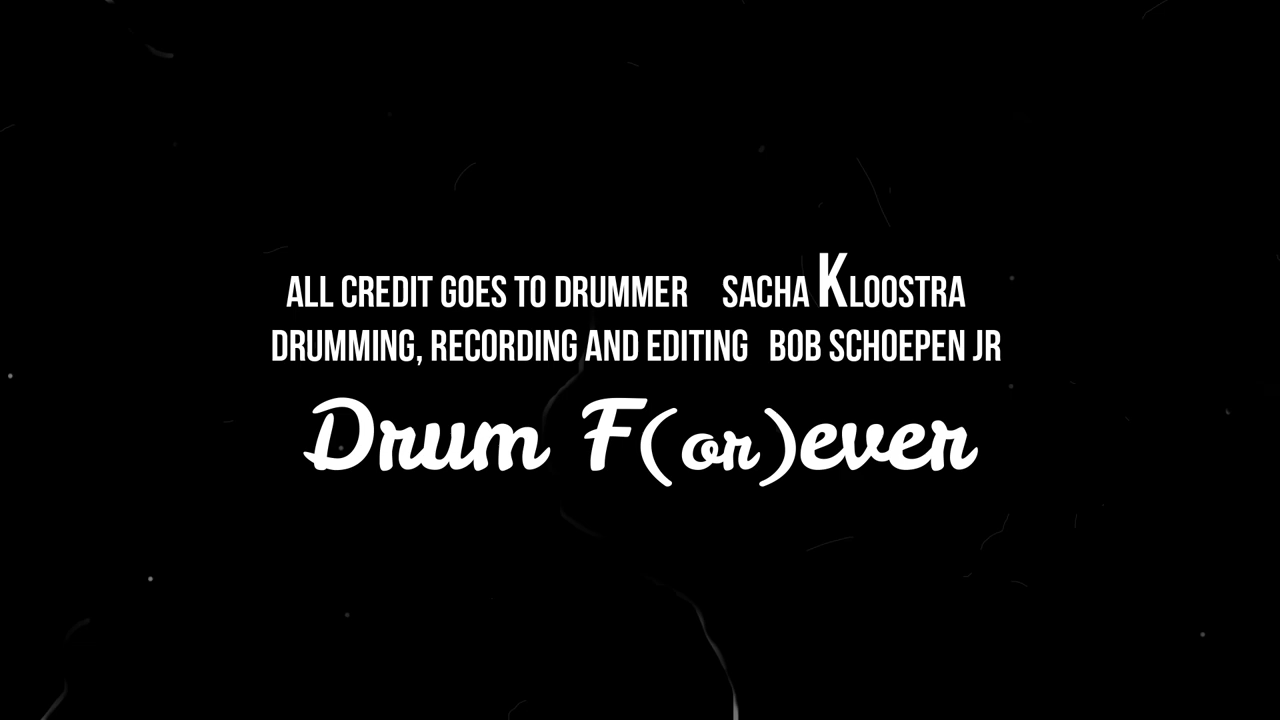 ALL CREDIT GOES TO DRUMMER SACHA KLOOSTRA
DRUMMING, RECORDING AND EDITING BOB SCHOEPEN JR
Drum F(or)ever